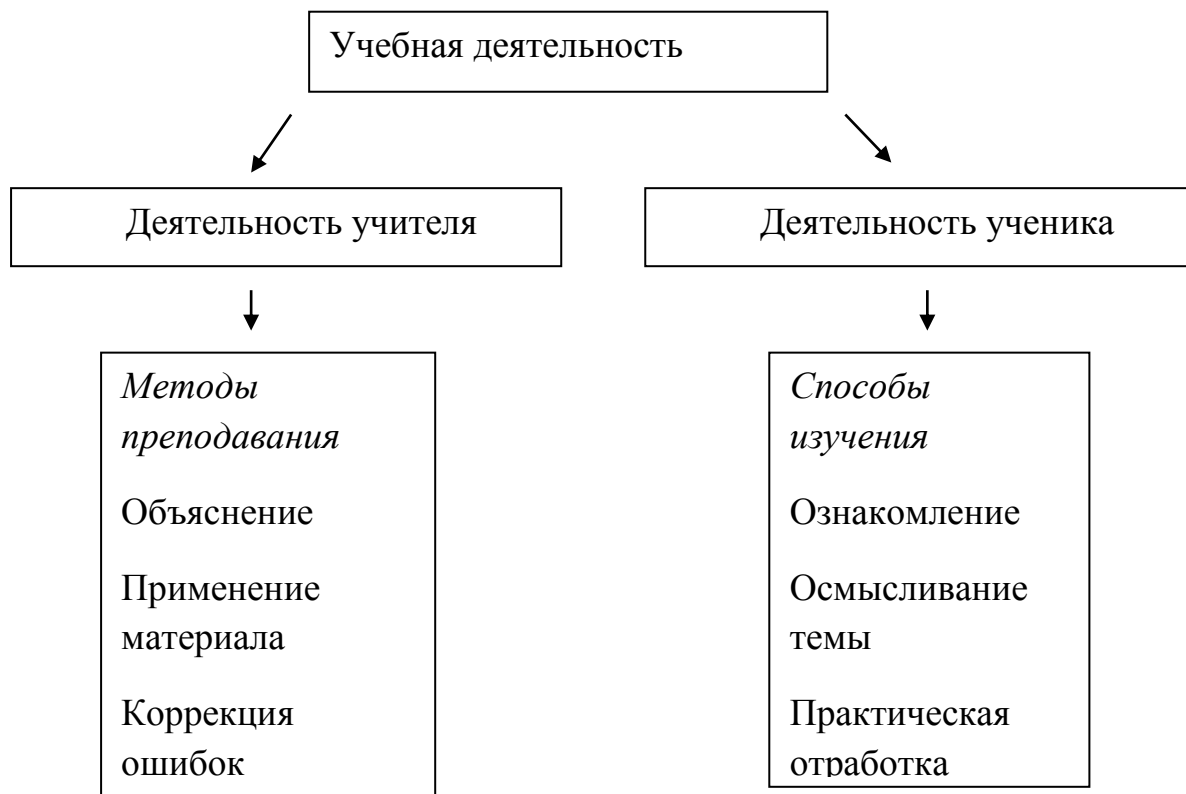 Учебная деятельность
Деятельность учителя
Деятельность ученика
Методы
преподавания
Объяснение
Применение
материала
Коррекция
ошибок
Способы
изучения
Ознакомление
Осмысливание
темы
Практическая
отработка